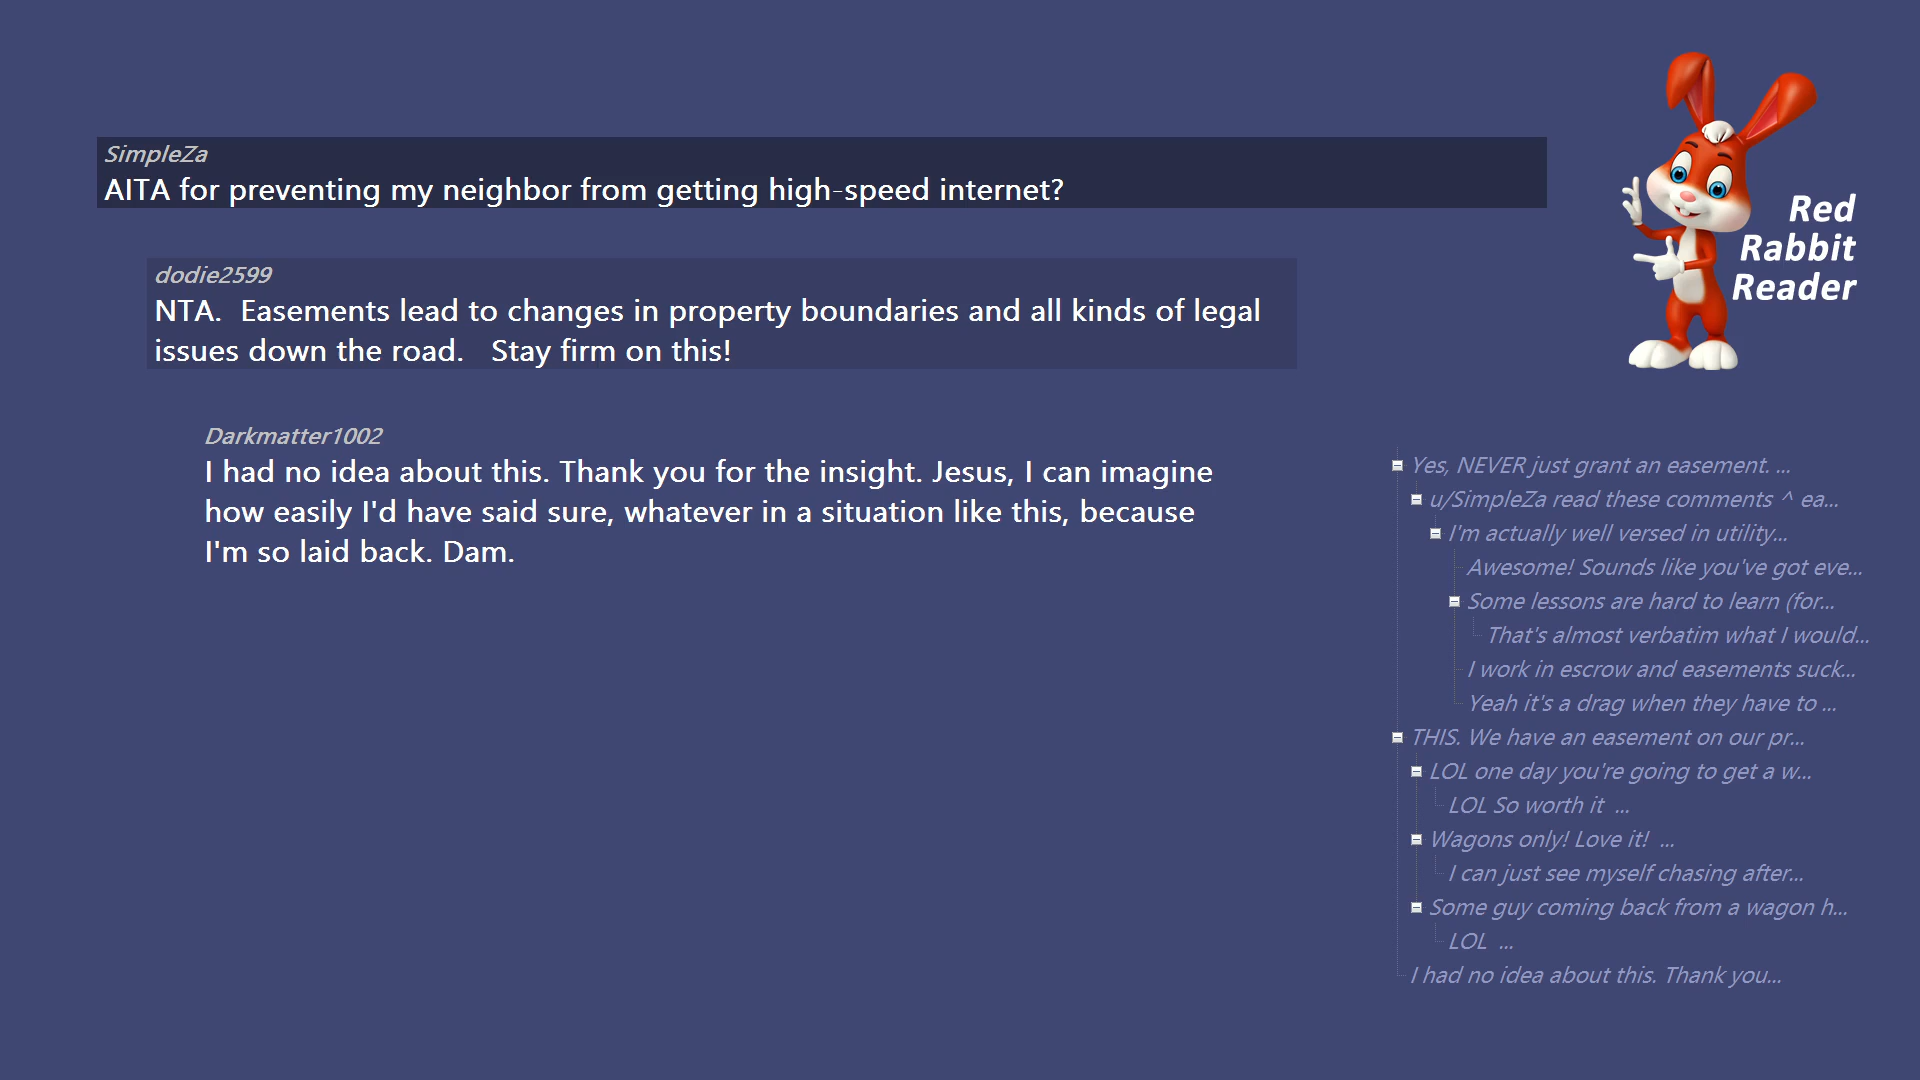 SimpleZa
AITA for preventing my neighbor from getting high-speed internet?
dodie2599
NTA.  Easements lead to changes in property boundaries and all kinds of legal
issues down the road.   Stay firm on this!
Darkmatter1002
I had no idea about this. Thank you for the insight. Jesus, I can imagine
how easily I'd have said sure, whatever in a situation like this, because
I'm so laid back. Dam.
Red
Rabbit
Reader
Yes, NEVER just grant an easement. ...
u/SimpleZa read these comments ^ ea...
I'm actually well versed in utility...
Awesome! Sounds like you've got eve...
Some lessons are hard to learn (for...
That's almost verbatim what I would...
I work in escrow and easements suck...
Yeah it's a drag when they have to ...
THIS. We have an easement on our pr...
LOL one day you're going to get a w...
LOL So worth it  ...
Wagons only! Love it!  ...
I can just see myself chasing after...
Some guy coming back from a wagon h...
LOL  ...
I had no idea about this. Thank you...